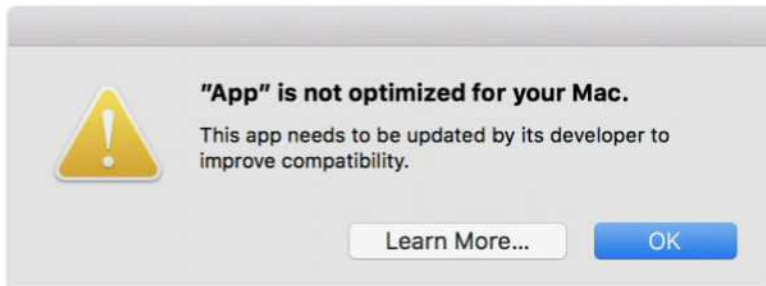 "App" is not optimized for your Mac.
This app needs to be updated by its developer to
improve compatibility.
Learn More...
OK